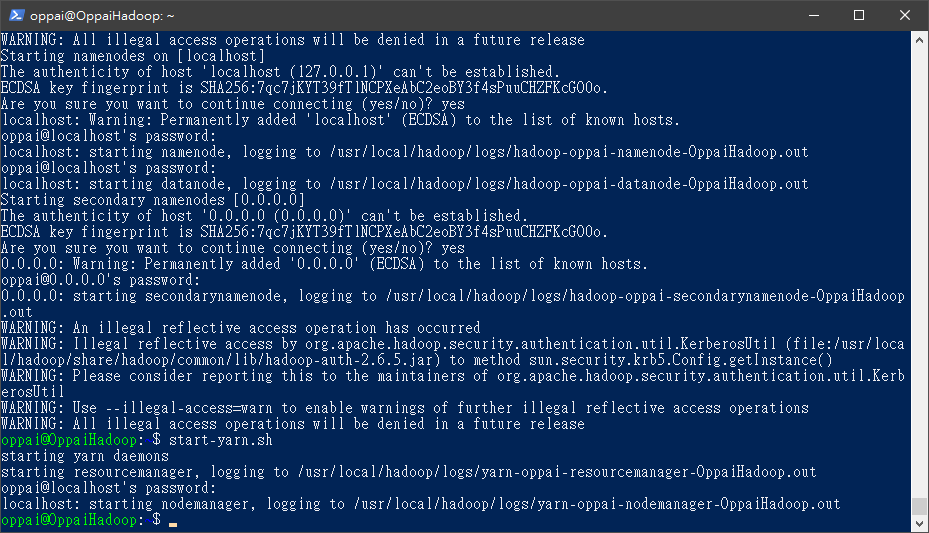 oppai@OppaiHadoop: ~
WARNING: All illegal access operations will be denied in a future release
Starting namenodes on [localhost]
The authenticity of host 'localhost (127.0.0.1)' can't be established.
ECDSA key fingerprint is SHA256:7qc7jKYT39fTlNCPXeAbC2eoBY3f4sPuuCHZFKcGO0o.
Are you sure you want to continue connecting (yes/no)? yes
localhost: Warning: Permanently added 'localhost' (ECDSA) to the list of known hosts.
oppai@localhost's password:
localhost: starting namenode, logging to /usr/local/hadoop/logs/hadoop-oppai-namenode-OppaiHadoop.out
oppai@localhost's password:
localhost: starting datanode, logging to /usr/local/hadoop/logs/hadoop-oppai-datanode-OppaiHadoop.out
Starting secondary namenodes [0.0.0.0]
The authenticity of host '0.0.0.0 (0.0.0.0)' can't be established.
ECDSA key fingerprint is SHA256:7qc7jKYT39fTlNCPXeAbC2eoBY3f4sPuuCHZFKcGO0o.
Are you sure you want to continue connecting (yes/no)? yes
0.0.0.0: Warning: Permanently added '0.0.0.0' (ECDSA) to the list of known hosts.
oppai@0.0.0.0's password:
0.0.0.0: starting secondarynamenode, logging to /usr/local/hadoop/logs/hadoop-oppai-secondarynamenode-OppaiHadoop
.out
WARNING: An illegal reflective access operation has occurred
WARNING: Illegal reflective access by org.apache.hadoop.security.authentication.util.KerberosUtil (file:/usr/loca
l/hadoop/share/hadoop/common/lib/hadoop-auth-2.6.5.jar) to method sun.security.krb5.Config.getInstance()
WARNING: Please consider reporting this to the maintainers of org.apache.hadoop.security.authentication.util.Kerb
erosUtil
WARNING: Use --illegal-access=warn to enable warnings of further illegal reflective access operations
WARNING: All illegal access operations will be denied in a future release
oppai@OppaiHadoop:~$ start-yarn.sh
starting yarn daemons
starting resourcemanager, logging to /usr/local/hadoop/logs/yarn-oppai-resourcemanager-OppaiHadoop.out
oppai@localhost's password:
localhost: starting nodemanager, logging to /usr/local/hadoop/logs/yarn-oppai-nodemanager-OppaiHadoop.out
oppai@OppaiHadoop:~$